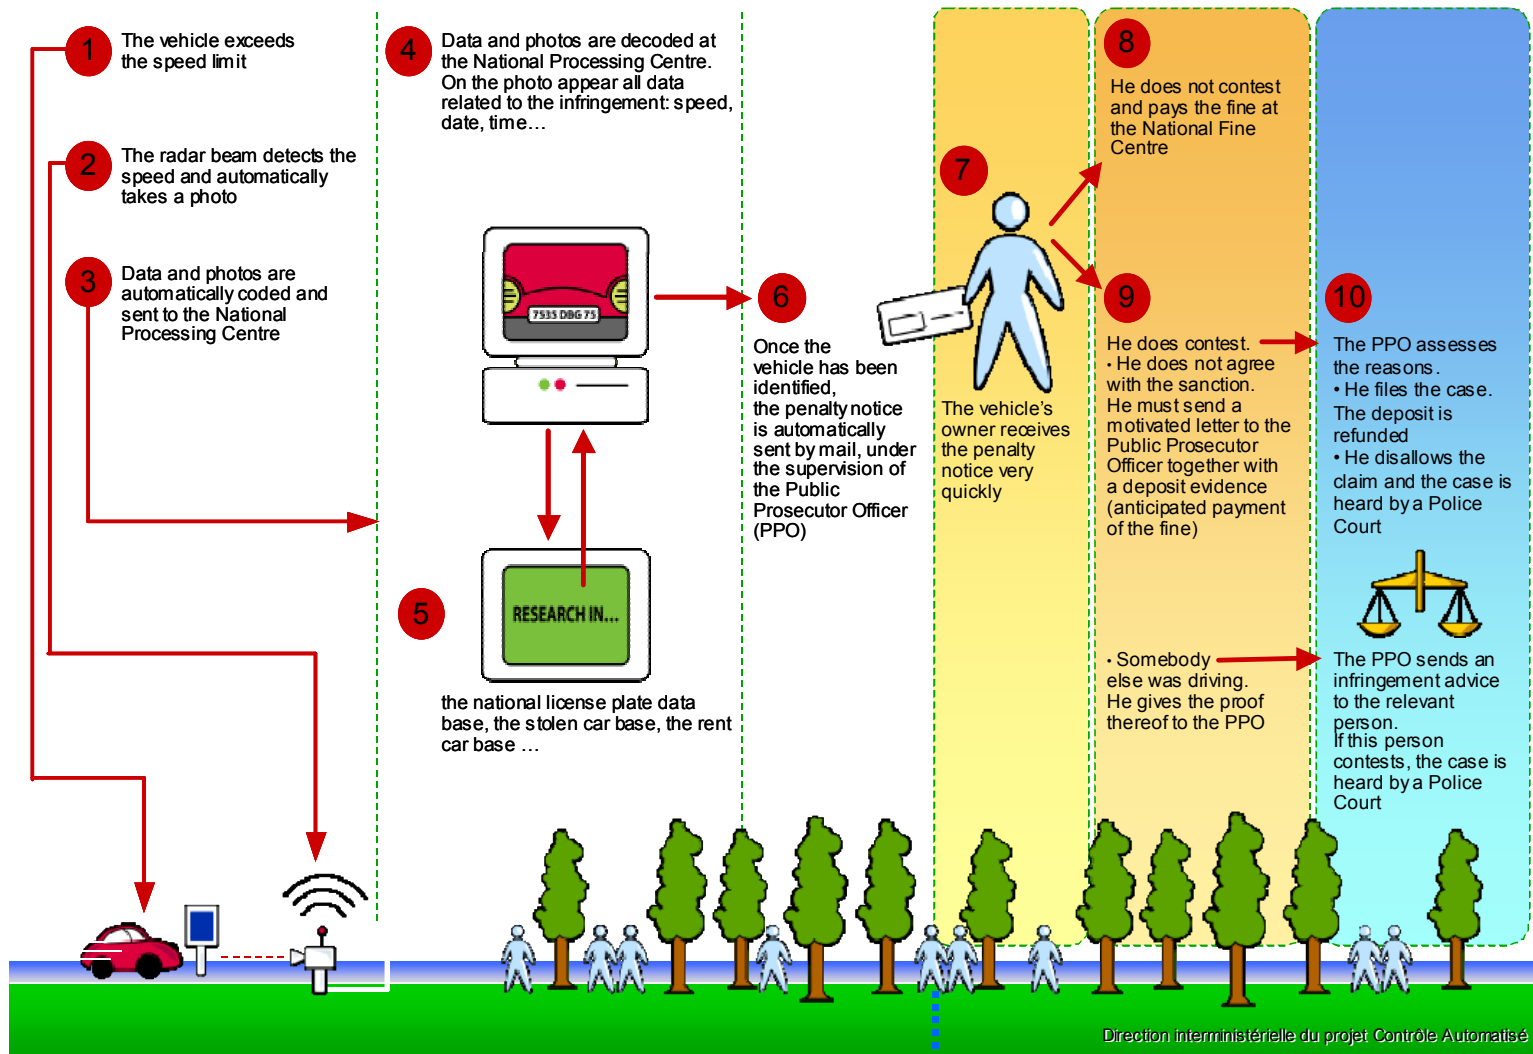 1
The vehicle exceeds
the speed limit
2
The radar beam detects the
speed and automatically
takes a photo
3
Data and photos are
automatically coded and
sent to the National
Processing Centre
4
Data and photos are decoded at
the National Processing Centre.
On the photo appear all data
related to the infringement: speed,
date, time…
7535 DBG 75
5
RESEARCH IN...
the national license plate data
base, the stolen car base, the rent
car base …
6
Once the
vehicle has been
identified,
the penalty notice
is automatically
sent by mail, under
the supervision of
the Public
Prosecutor Officer
(PPO)
7
The vehicle's
owner receives
the penalty
notice very
quickly
8
He does not contest
and pays the fine at
the National Fine
Centre
9
He does contest.
• He does not agree
with the sanction.
He must send a
motivated letter to the
Public Prosecutor
Officer together with
a deposit evidence
(anticipated payment
of the fine)
• Somebody
else was driving.
He gives the proof
thereof to the PPO
10
The PPO assesses
the reasons.
• He files the case.
The deposit is
refunded
• He disallows the
claim and the case is
heard by a Police
Court
The PPO sends an
infringement advice
to the relevant
person.
If this person
contests, the case is
heard by a Police
Court
Direction interministérielle du projet Contrôle Automatisé